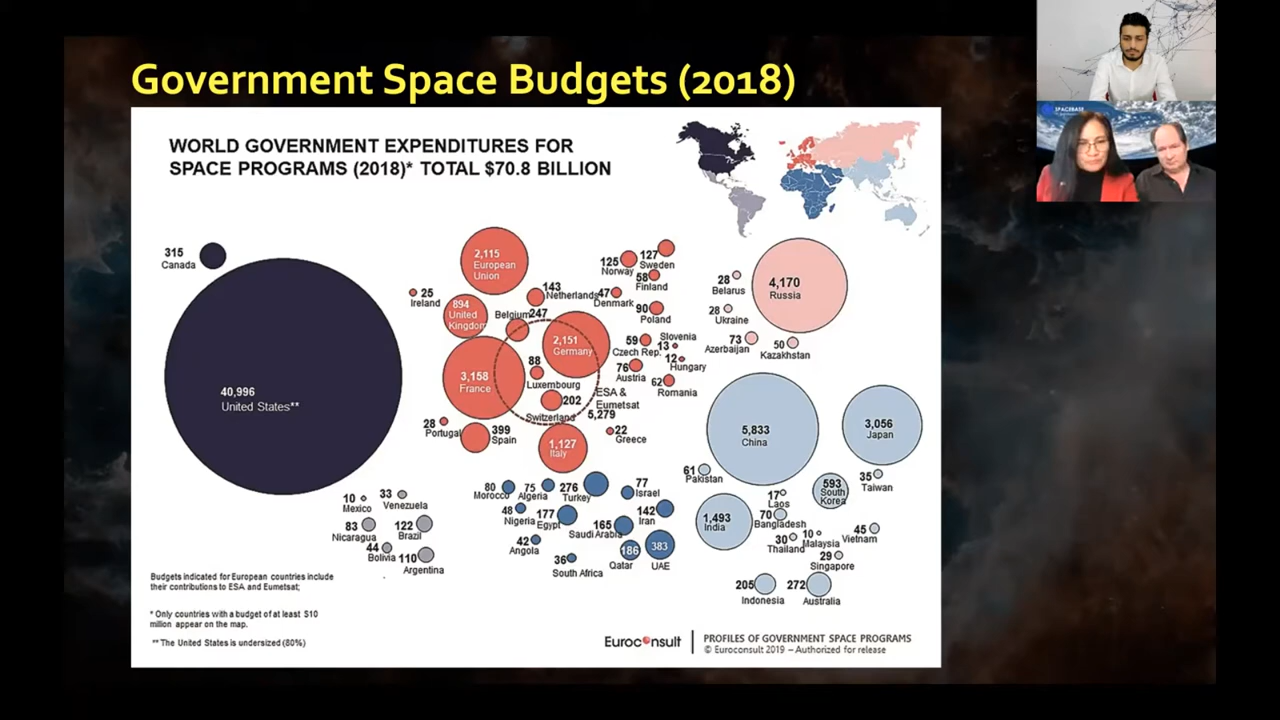 Government Space Budgets (2018)
SPACEBASE
WORLD GOVERNMENT EXPENDITURES FOR
SPACE PROGRAMS (2018)* TOTAL $70.8 BILLION
315
Canada
40,996
United States**
2,115
European
Union
25
Ireland
894
United
Kingdom
143
Netherlands
Belgium
247
125
Norway
127
Sweden
58
Finland
47
Denmark
90
Poland
2,151
Germany
3,158
France
88
Luxembourg
202
Switzerland
ESA &
Eumetsat
5,279
59
Czech Rep.
Slovenia
13
12
Hungary
76
Austria
62
Romania
28
Portugal
399
Spain
1,127
Italy
22
Greece
28
Belarus
4,170
Russia
28
Ukraine
73
Azerbaijan
50
Kazakhstan
5,833
China
3,056
Japan
61
Pakistan
593
South
Korea
35
Taiwan
1,493
India
17
Laos
70
Bangladesh
30
Thailand
10
Malaysia
45
Vietnam
29
Singapore
205
Indonesia
272
Australia
80
Morocco
75
Algeria
276
Turkey
77
Israel
48
Nigeria
177
Egypt
165
Saudi Arabia
142
Iran
42
Angola
36
South Africa
186
Qatar
383
UAE
10
Mexico
33
Venezuela
83
Nicaragua
122
Brazil
44
Bolivia
110
Argentina
Budgets indicated for European countries include
their contributions to ESA and Eumetsat;
* Only countries with a budget of at least $10
million appear on the map.
** The United States is undersized (80%)
Euroconsult
PROFILES OF GOVERNMENT SPACE PROGRAMS
© Euroconsult 2019 – Authorized for release